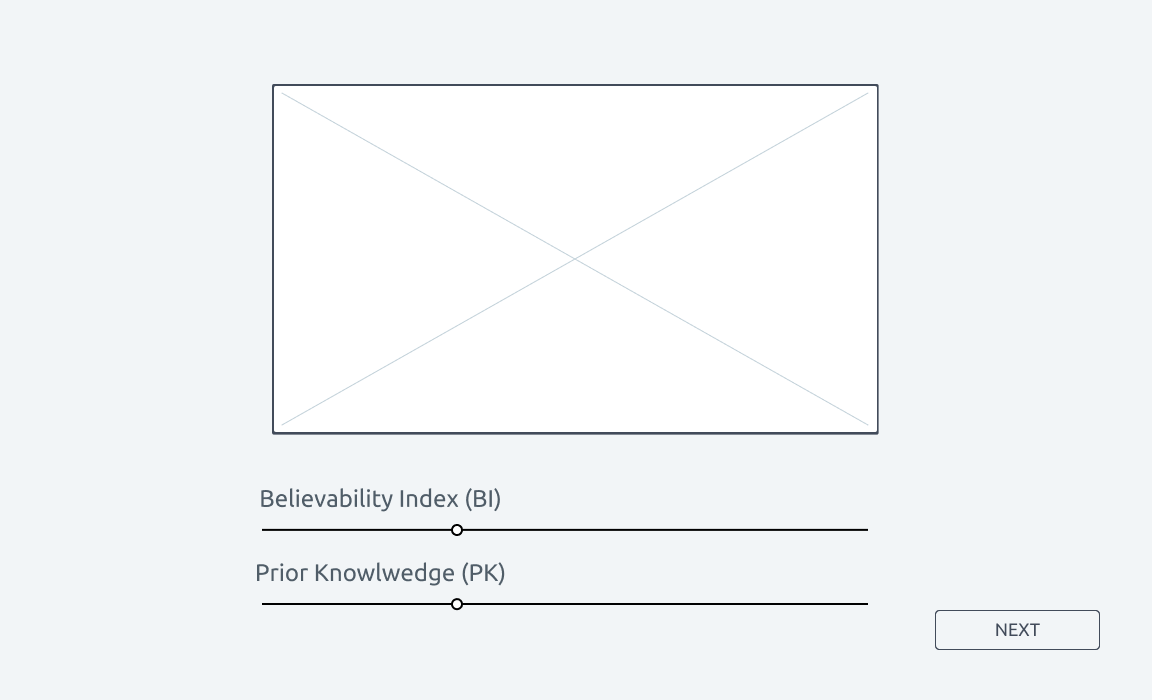 Believability Index (BI)
Prior Knowlwedge (PK)
NEXT